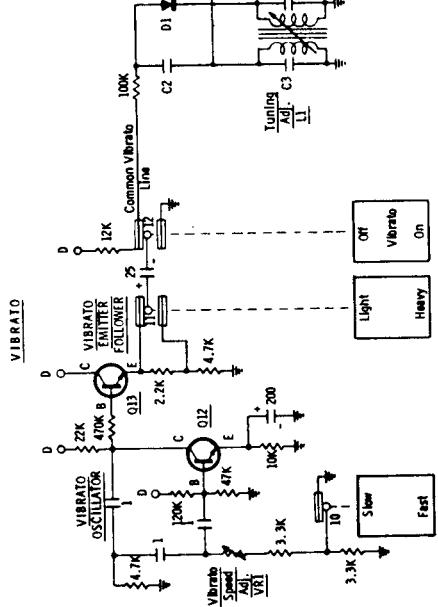 VIBRATO
D
22K
VIBRATO
OSCILLATOR
1
470K
B
C
D
Q13
E
VIBRATO
EMITTER
FOLLOWER
2.2K
4.7K
11
+
25
-
D
12K
12
Common Vibrato
Line
100K
C2
D1
C3
Tuning
Adj.
L1
4.7K
1
1
D
120K
B
47K
C
Q12
E
10K
+
200
-
Vibrato
Speed
Adj.
VR1
3.3K
3.3K
10
Slow
Fast
Light
Heavy
Off
Vibrato
On